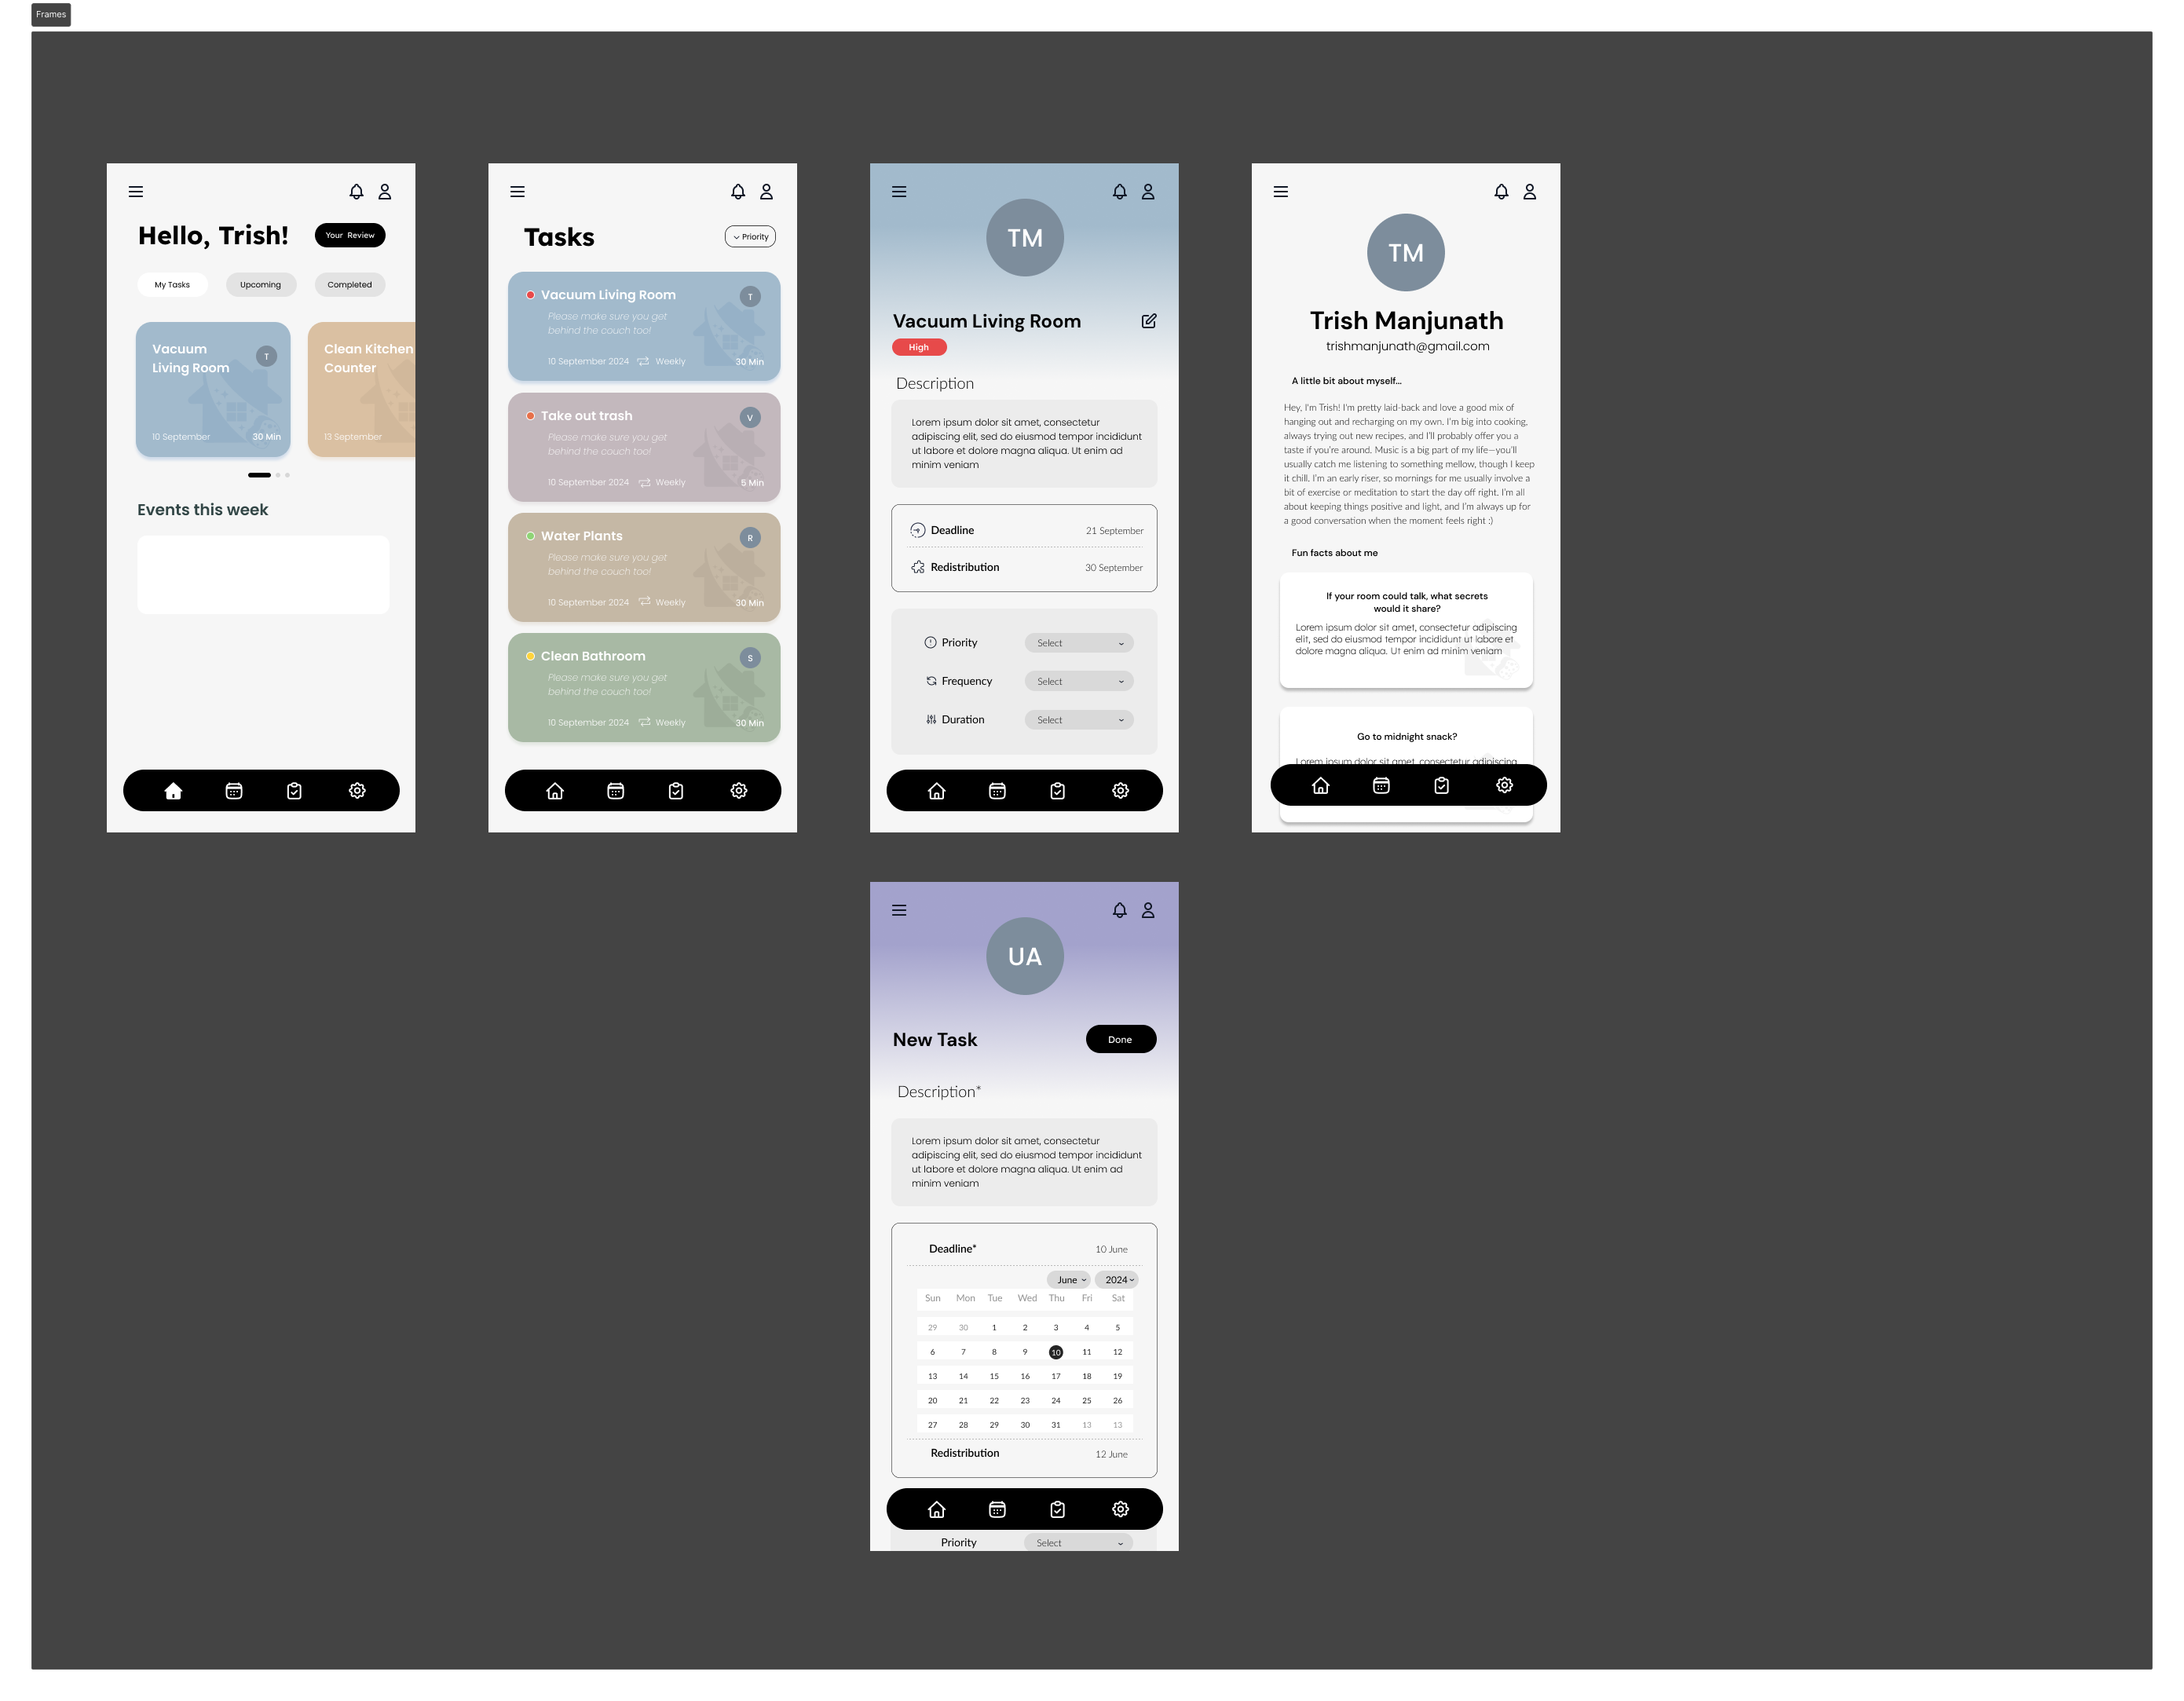 Frames
Hello, Trish!
Your Review
My Tasks
Upcoming
Completed
Vacuum
Living Room
T
10 September
30 Min
Clean Kitchen
Counter
13 September
Events this week
Tasks
Priority
Vacuum Living Room
T
Please make sure you get
behind the couch too!
10 September 2024
Weekly
30 Min
Take out trash
V
Please make sure you get
behind the couch too!
10 September 2024
Weekly
5 Min
Water Plants
R
Please make sure you get
behind the couch too!
10 September 2024
Weekly
30 Min
Clean Bathroom
S
Please make sure you get
behind the couch too!
10 September 2024
Weekly
30 Min
TM
Vacuum Living Room
High
Description
Lorem ipsum dolor sit amet, consectetur
adipiscing elit, sed do eiusmod tempor incididunt
ut labore et dolore magna aliqua. Ut enim ad
minim veniam
Deadline
21 September
Redistribution
30 September
Priority
Select
Frequency
Select
Duration
Select
TM
Trish Manjunath
trishmanjunath@gmail.com
A little bit about myself...
Hey, I'm Trish! I'm pretty laid-back and love a good mix of
hanging out and recharging on my own. I'm big into cooking,
always trying out new recipes, and I'll probably offer you a
taste if you're around. Music is a big part of my life—you'll
usually catch me listening to something mellow, though I keep
it chill. I'm an early riser, so mornings for me usually involve a
bit of exercise or meditation to start the day off right. I'm all
about keeping things positive and light, and I'm always up for
a good conversation when the moment feels right :)
Fun facts about me
If your room could talk, what secrets
would it share?
Lorem ipsum dolor sit amet, consectetur adipiscing
elit, sed do eiusmod tempor incididunt ut labore et
dolore magna aliqua. Ut enim ad minim veniam
Go to midnight snack?
Lorem ipsum dolor sit amet, consectetur adipiscing
UA
New Task
Done
Description*
Lorem ipsum dolor sit amet, consectetur
adipiscing elit, sed do eiusmod tempor incididunt
ut labore et dolore magna aliqua. Ut enim ad
minim veniam
Deadline*
10 June
June
2024
Sun Mon Tue Wed Thu Fri Sat
29 30 1 2 3 4 5
6 7 8 9 10 11 12
13 14 15 16 17 18 19
20 21 22 23 24 25 26
27 28 29 30 31 13 13
Redistribution
12 June
Priority
Select